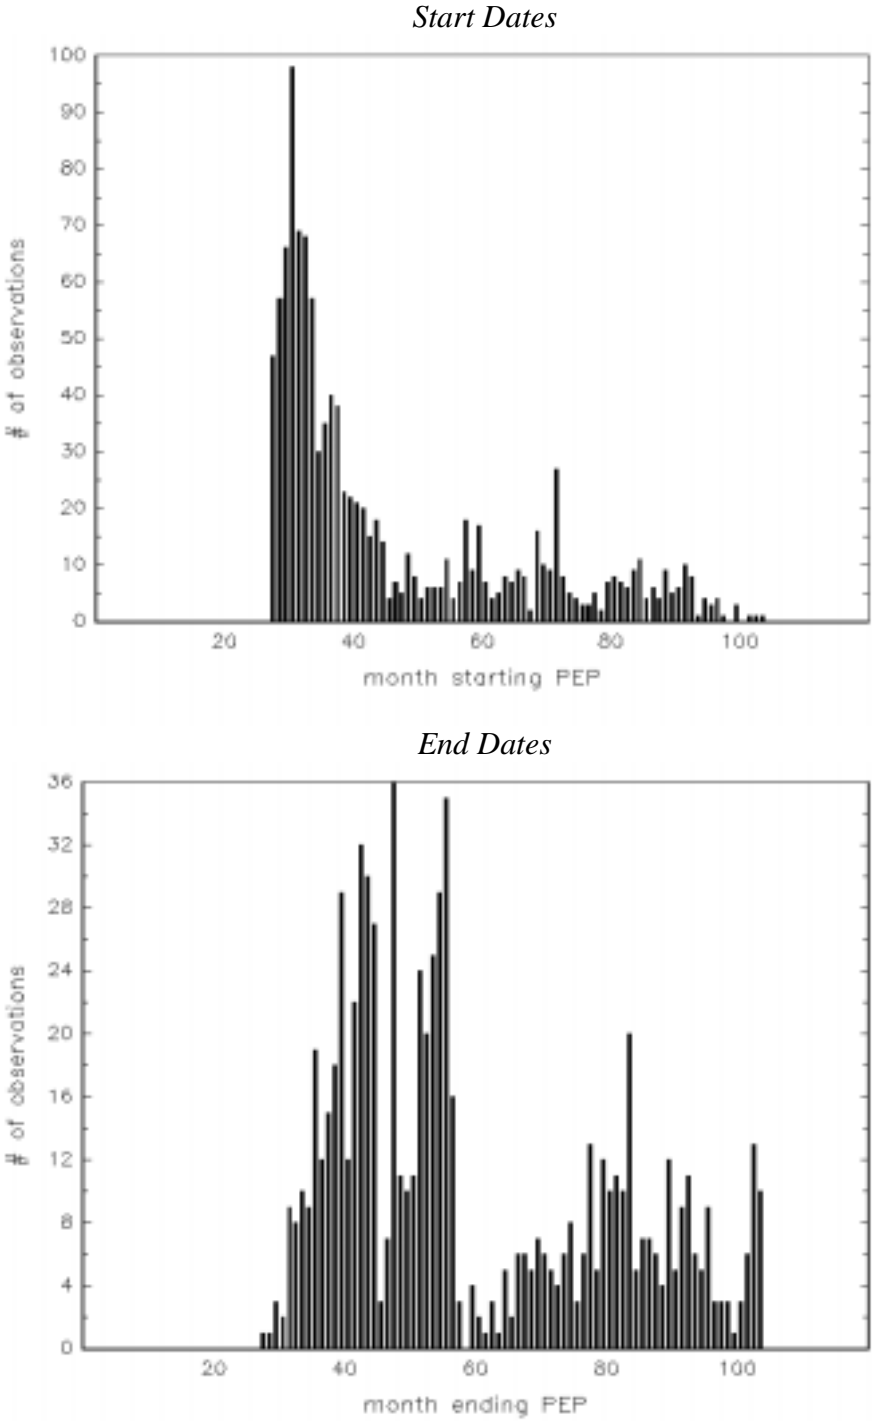 Start Dates
100
90
80
70
60
50
40
30
20
10
0
# of observations
20 40 60 80 100
month starting PEP
End Dates
36
32
28
24
20
16
12
8
4
0
# of observations
20 40 60 80 100
month ending PEP